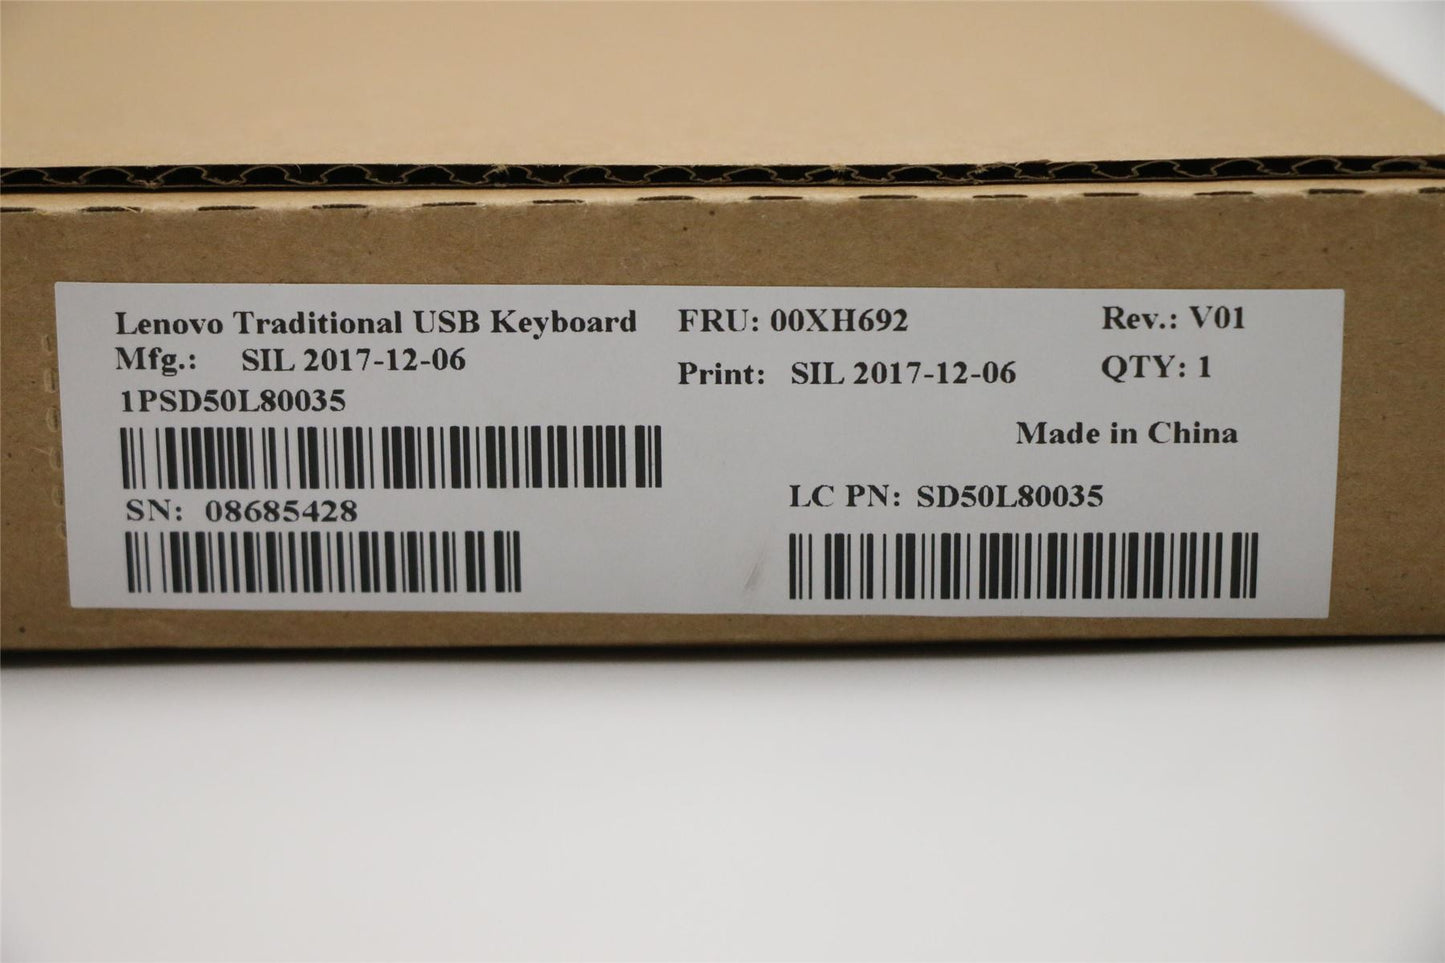 Lenovo Traditional USB Keyboard FRU: 00XH692 Rev.: V01
Mfg.: SIL 2017-12-06 Print: SIL 2017-12-06 QTY: 1
1PSD50L80035
Made in China
SN: 08685428 LC PN: SD50L80035